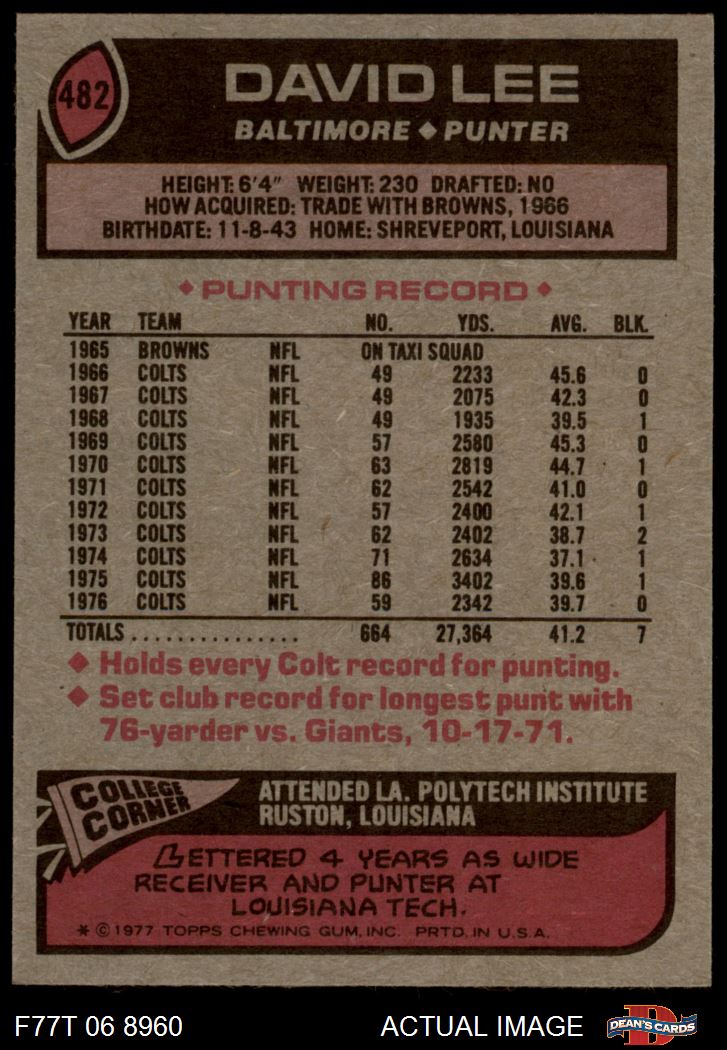 482
DAVID LEE
BALTIMORE ◆ PUNTER
HEIGHT: 6'4" WEIGHT: 230 DRAFTED: NO
HOW ACQUIRED: TRADE WITH BROWNS, 1966
BIRTHDATE: 11-8-43 HOME: SHREVEPORT, LOUISIANA
◆ PUNTING RECORD ◆
YEAR TEAM NO. YDS. AVG. BLK.
1965 BROWNS NFL ON TAXI SQUAD
1966 COLTS NFL 49 2233 45.6 0
1967 COLTS NFL 49 2075 42.3 0
1968 COLTS NFL 49 1935 39.5 1
1969 COLTS NFL 57 2580 45.3 0
1970 COLTS NFL 63 2819 44.7 1
1971 COLTS NFL 62 2542 41.0 0
1972 COLTS NFL 57 2400 42.1 1
1973 COLTS NFL 62 2402 38.7 2
1974 COLTS NFL 71 2634 37.1 1
1975 COLTS NFL 86 3402 39.6 1
1976 COLTS NFL 59 2342 39.7 0
TOTALS............... 664 27,364 41.2 7
◆ Holds every Colt record for punting.
◆ Set club record for longest punt with
76-yarder vs. Giants, 10-17-71.
COLLEGE
CORNER
ATTENDED LA. POLYTECH INSTITUTE
RUSTON, LOUISIANA
LETTERED 4 YEARS AS WIDE
RECEIVER AND PUNTER AT
LOUISIANA TECH.
* © 1977 TOPPS CHEWING GUM, INC. PRTD. IN U.S.A.
F77T 06 8960
ACTUAL IMAGE
D
DEAN'S CARDS